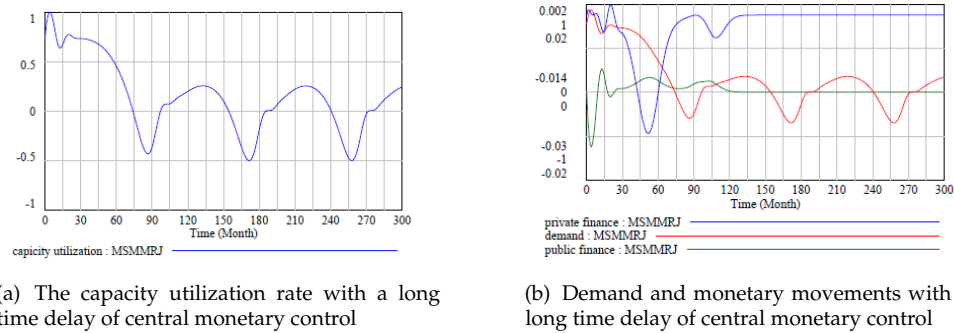 1
0.5
0
-0.5
-1
0 30 60 90 120 150 180 210 240 270 300
Time (Month)
capicity utilization : MSMMRJ
0.002
1
0.02
-0.014
0
0
-0.03
-1
-0.02
0 30 60 90 120 150 180 210 240 270 300
Time (Month)
private finance : MSMMRJ
demand : MSMMRJ
public finance : MSMMRJ
(a) The capacity utilization rate with a long
time delay of central monetary control
(b) Demand and monetary movements with
long time delay of central monetary control